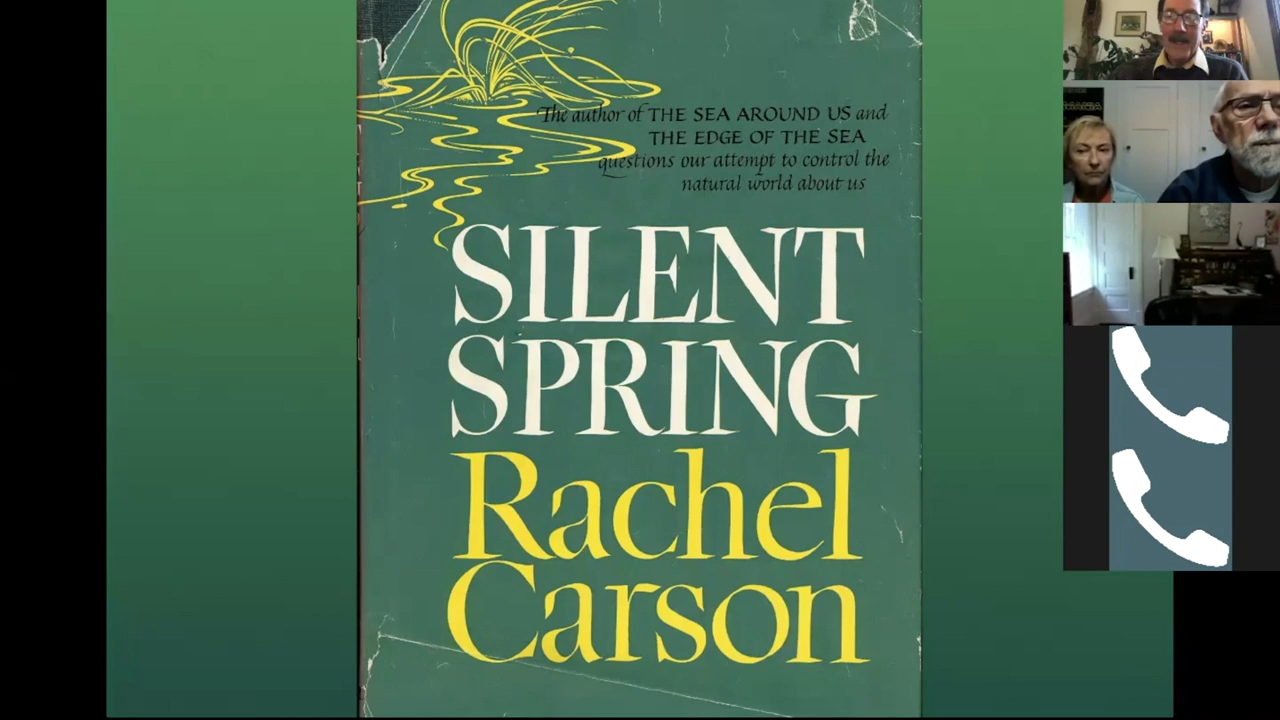 The author of THE SEA AROUND US and
THE EDGE OF THE SEA
questions our attempt to control the
natural world about us
SILENT
SPRING
Rachel
Carson